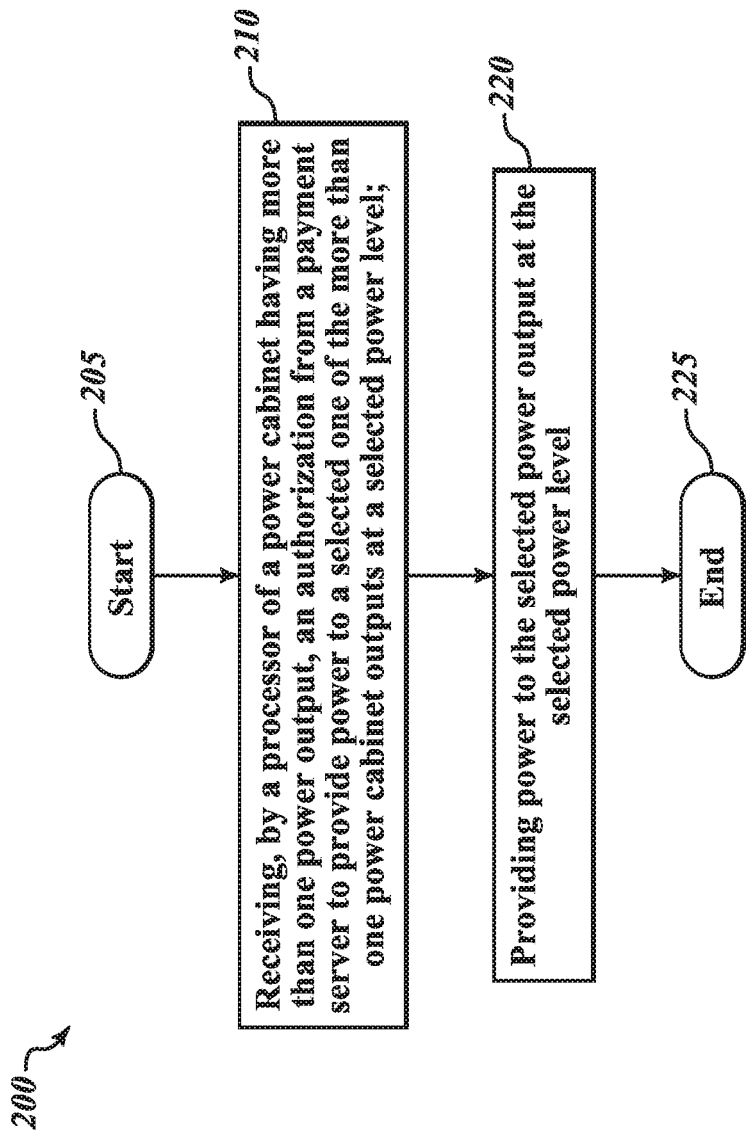 200
Start
205
Receiving, by a processor of a power cabinet having more
than one power output, an authorization from a payment
server to provide power to a selected one of the more than
one power cabinet outputs at a selected power level;
210
Providing power to the selected power output at the
selected power level
220
End
225